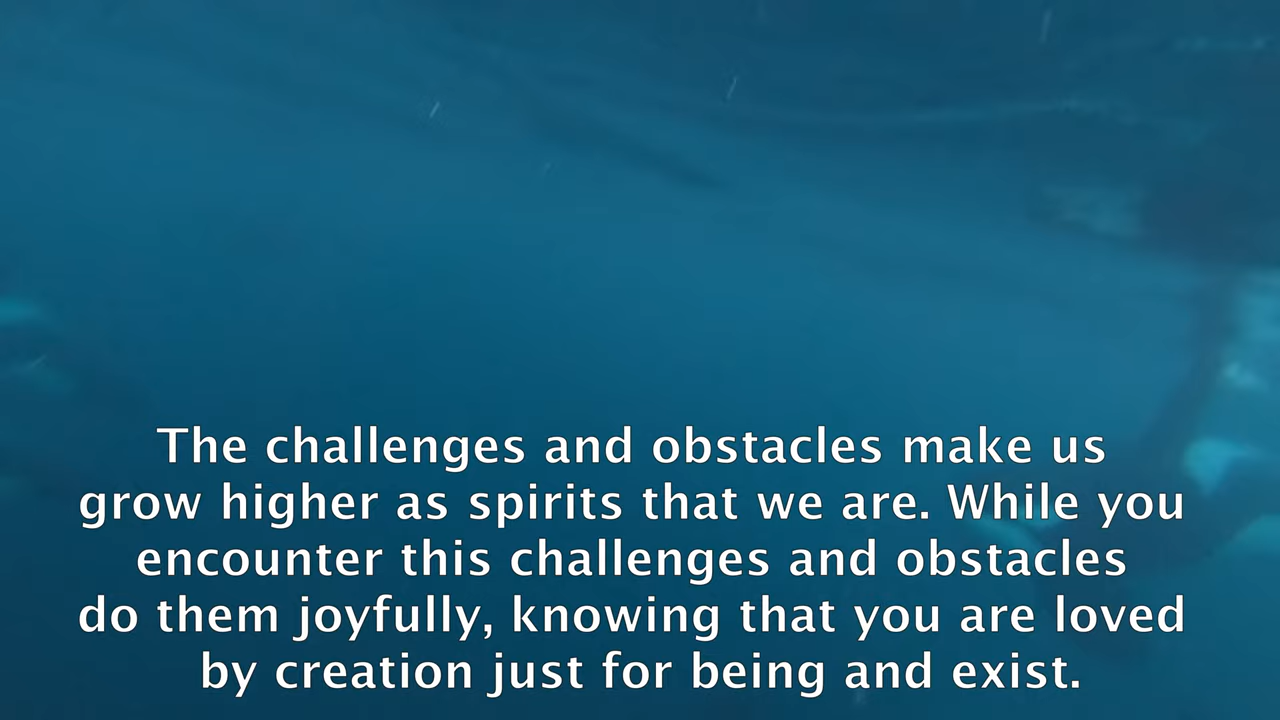 The challenges and obstacles make us
grow higher as spirits that we are. While you
encounter this challenges and obstacles
do them joyfully, knowing that you are loved
by creation just for being and exist.